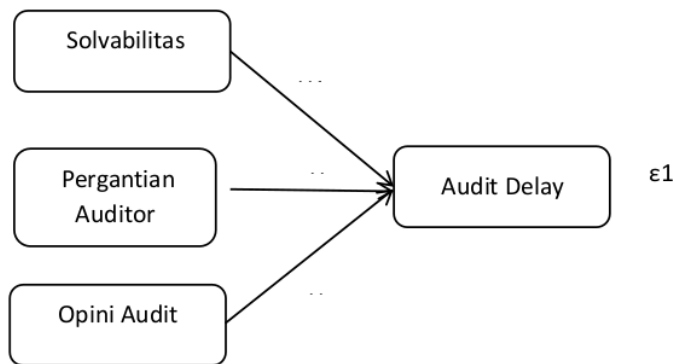 Solvabilitas
Pergantian
Auditor
Audit Delay
ε1
Opini Audit